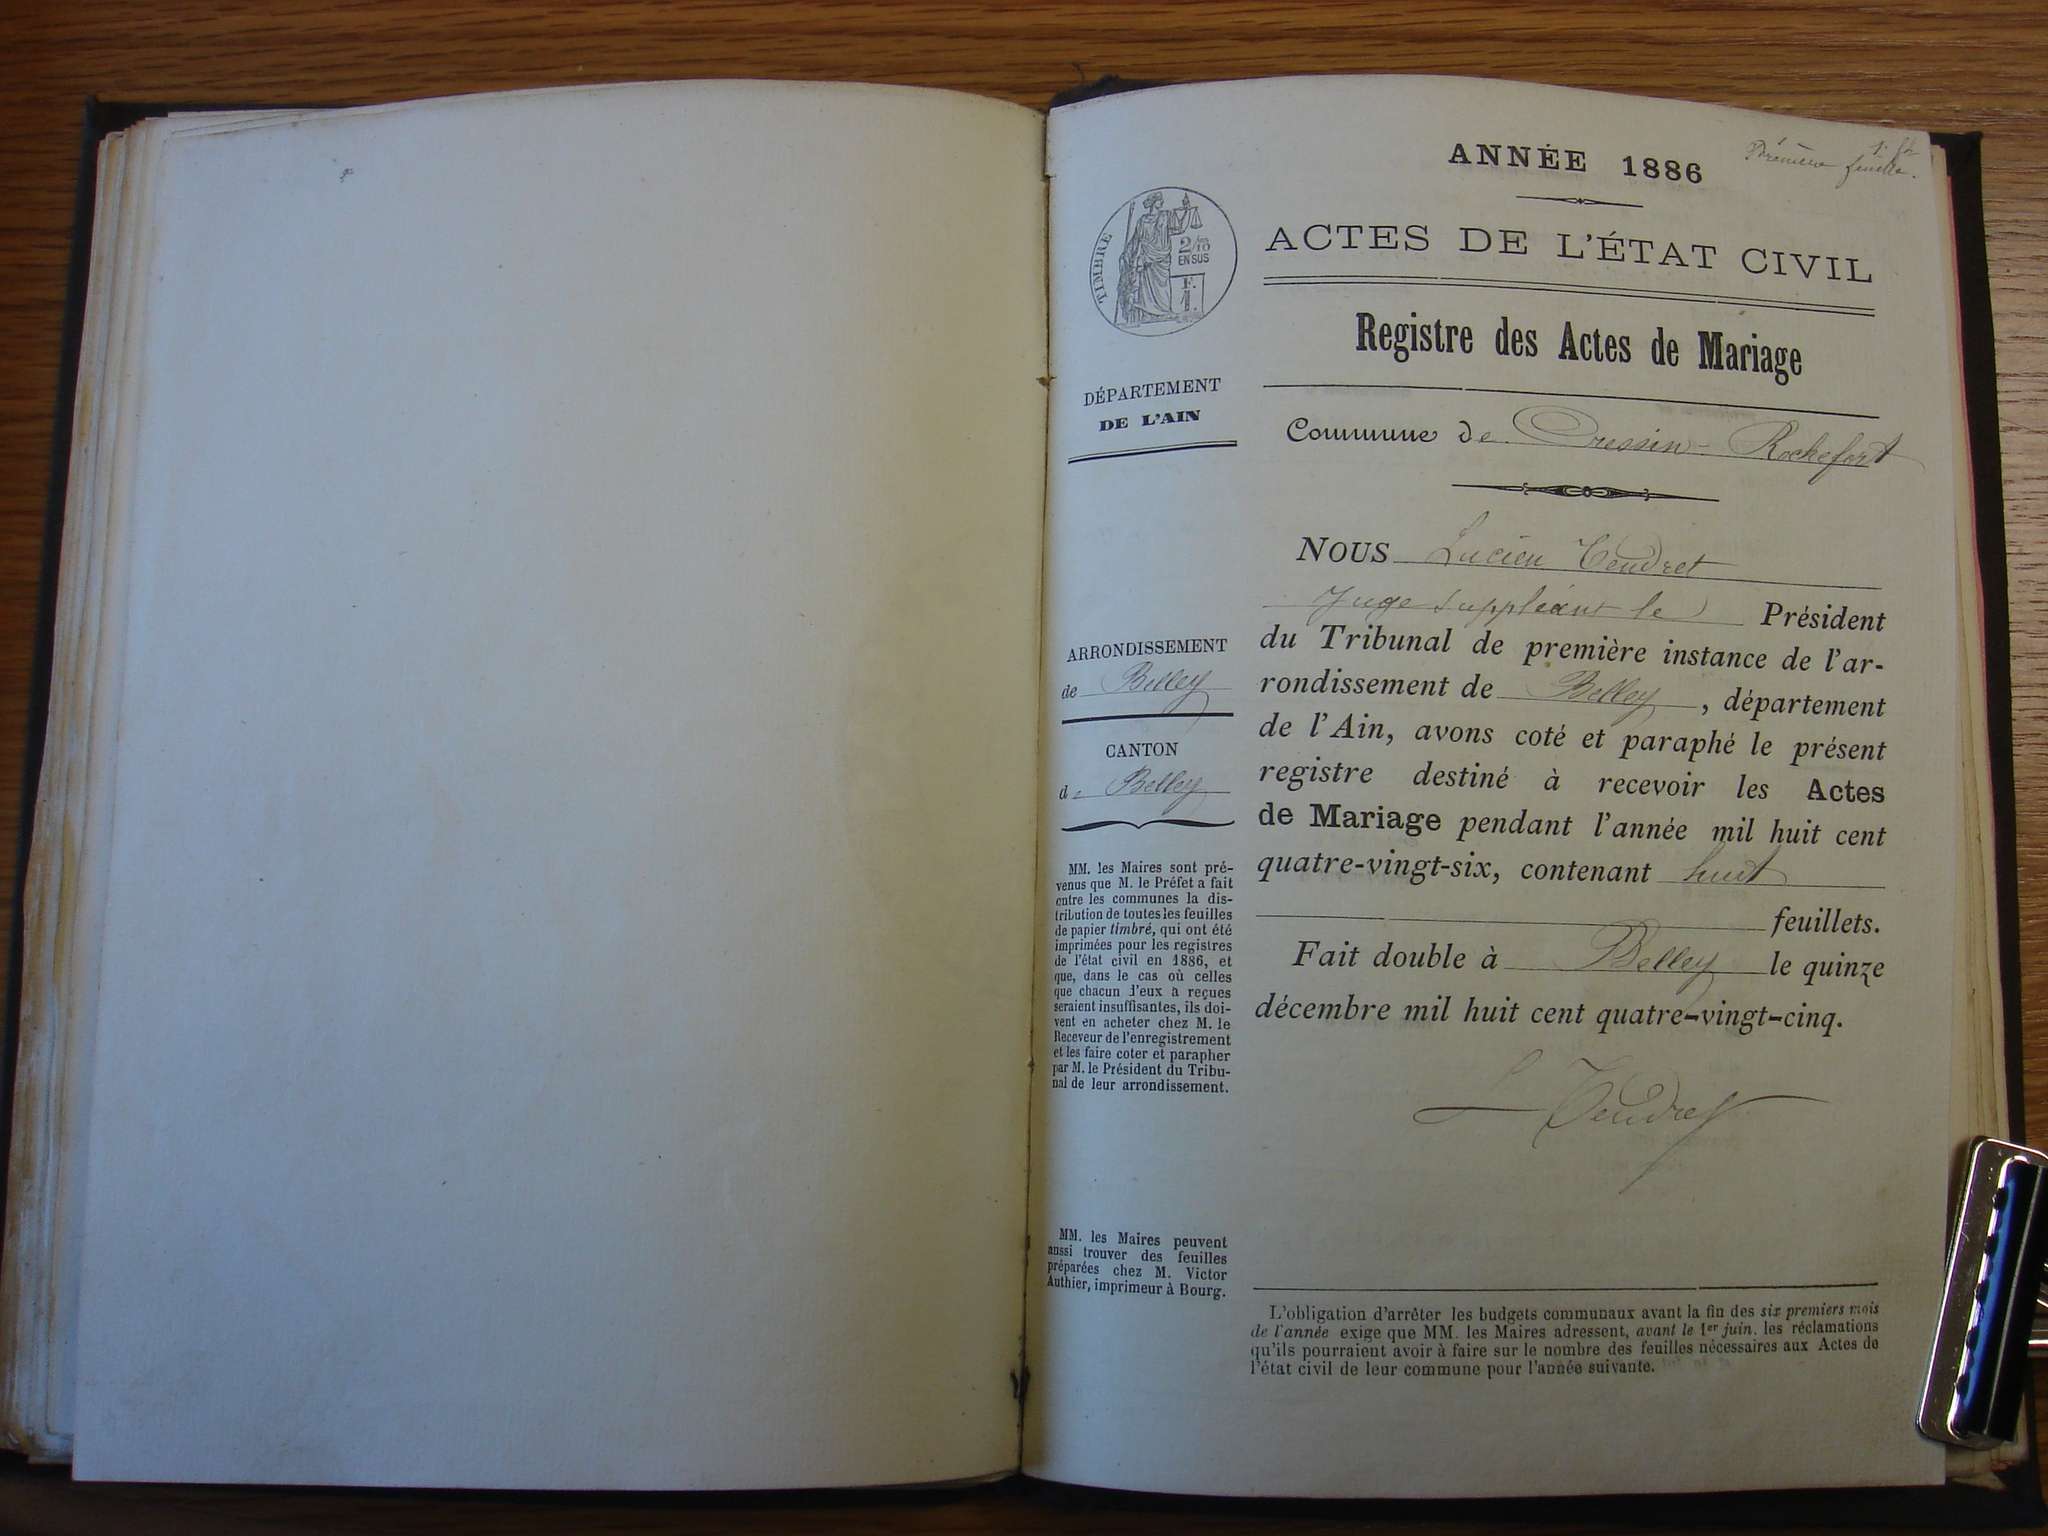 Première feuille.
ANNÉE 1886
ACTES DE L'ÉTAT CIVIL
TIMBRE
2/10 EN SUS
F. 1.
Registre des Actes de Mariage
DÉPARTEMENT
DE L'AIN
Commune de Cressin-Rochefort
NOUS Lucien Tendret
Juge suppléant le Président
du Tribunal de première instance de l'ar-
rondissement de Belley, département
de l'Ain, avons coté et paraphé le présent
registre destiné à recevoir les Actes
de Mariage pendant l'année mil huit cent
quatre-vingt-six, contenant huit
feuillets.
Fait double à Belley le quinze
décembre mil huit cent quatre-vingt-cinq.
L Tendret
ARRONDISSEMENT
de Belley
CANTON
de Belley
MM. les Maires sont pré-
venus que M. le Préfet a fait
entre les communes la dis-
tribution de toutes les feuilles
de papier timbré, qui ont été
imprimées pour les registres
de l'état civil en 1886, et
que, dans le cas où celles
que chacun d'eux a reçues
seraient insuffisantes, ils doi-
vent en acheter chez M. le
Receveur de l'enregistrement
et les faire coter et parapher
par M. le Président du Tribu-
nal de leur arrondissement.
MM. les Maires peuvent
aussi trouver des feuilles
préparées chez M. Victor
Authier, imprimeur à Bourg.
L'obligation d'arrêter les budgets communaux avant la fin des six premiers mois
de l'année exige que MM. les Maires adressent, avant le 1er juin, les réclamations
qu'ils pourraient avoir à faire sur le nombre des feuilles nécessaires aux Actes de
l'état civil de leur commune pour l'année suivante.